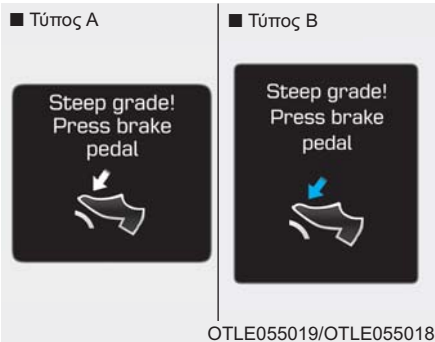 ■ Τύπος A
Steep grade!
Press brake
pedal
■ Τύπος B
Steep grade!
Press brake
pedal
OTLE055019/OTLE055018